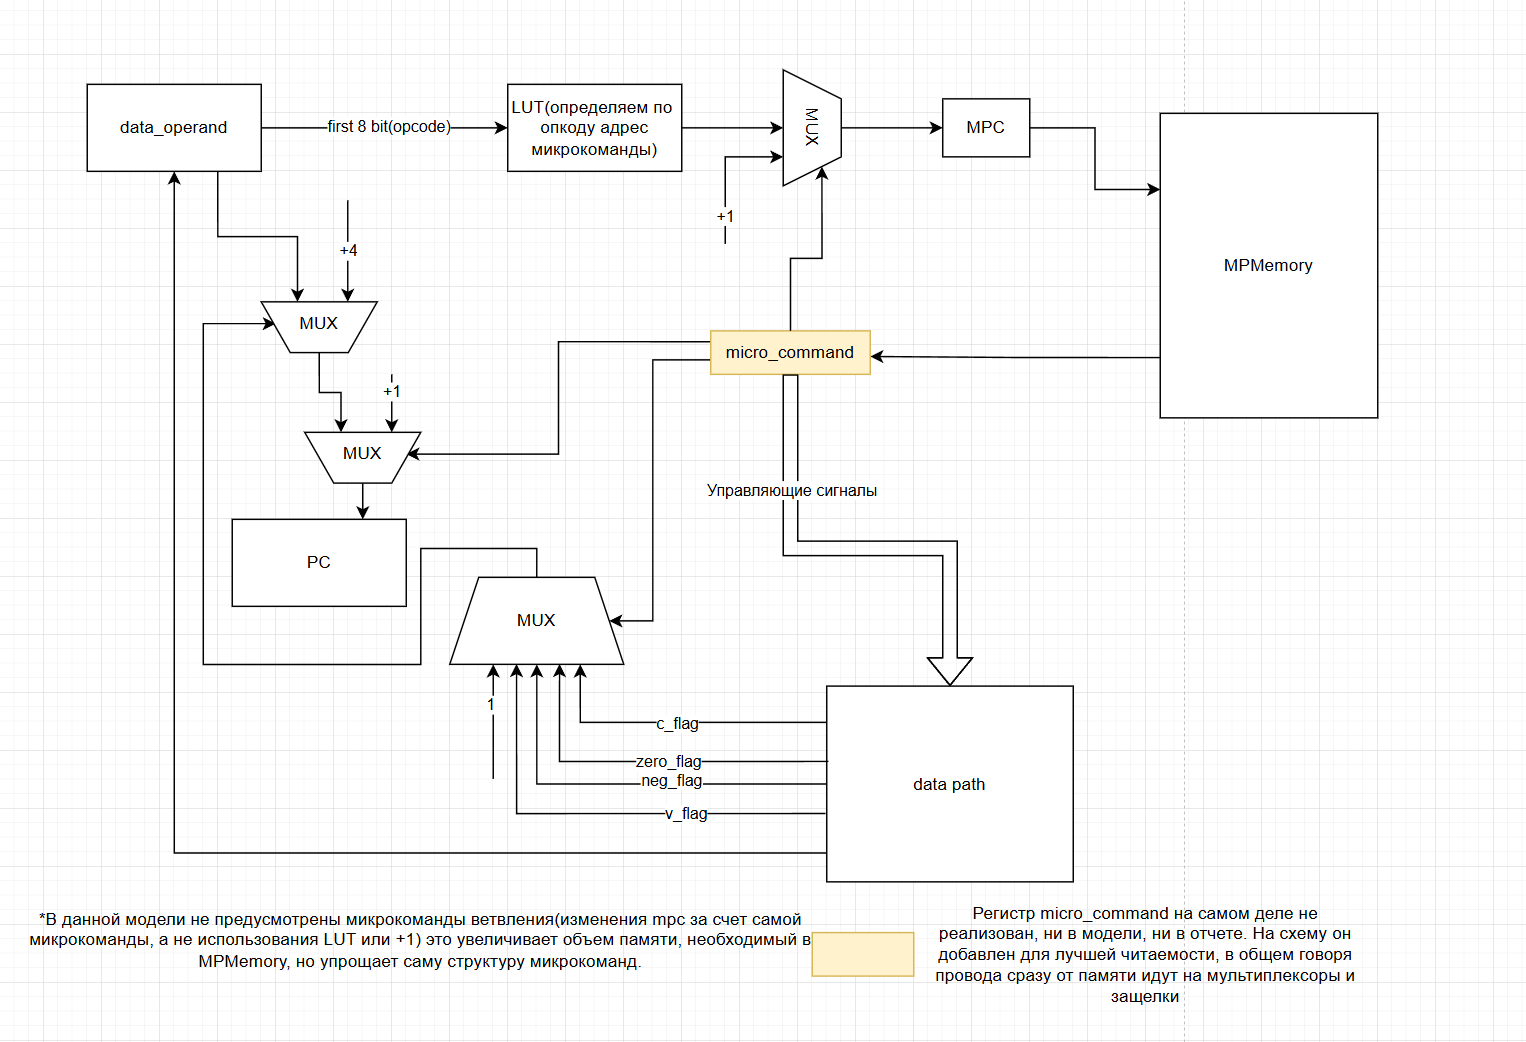 data_operand
first 8 bit(opcode)
LUT(определяем по
опкоду адрес
микрокоманды)
MUX
MPC
MPMemory
+1
+4
MUX
micro_command
+1
MUX
Управляющие сигналы
PC
MUX
1
c_flag
zero_flag
neg_flag
v_flag
data path
*В данной модели не предусмотрены микрокоманды ветвления(изменения mpc за счет самой
микрокоманды, а не использования LUT или +1) это увеличивает объем памяти, необходимый в
MPMemory, но упрощает саму структуру микрокоманд.
Регистр micro_command на самом деле не
реализован, ни в модели, ни в отчете. На схему он
добавлен для лучшей читаемости, в общем говоря
провода сразу от памяти идут на мультиплексоры и
защелки